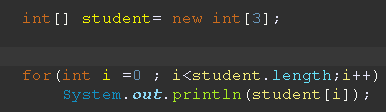 int[] student= new int[3];
for(int i =0 ; i<student.length;i++)
System.out.println(student[i]);